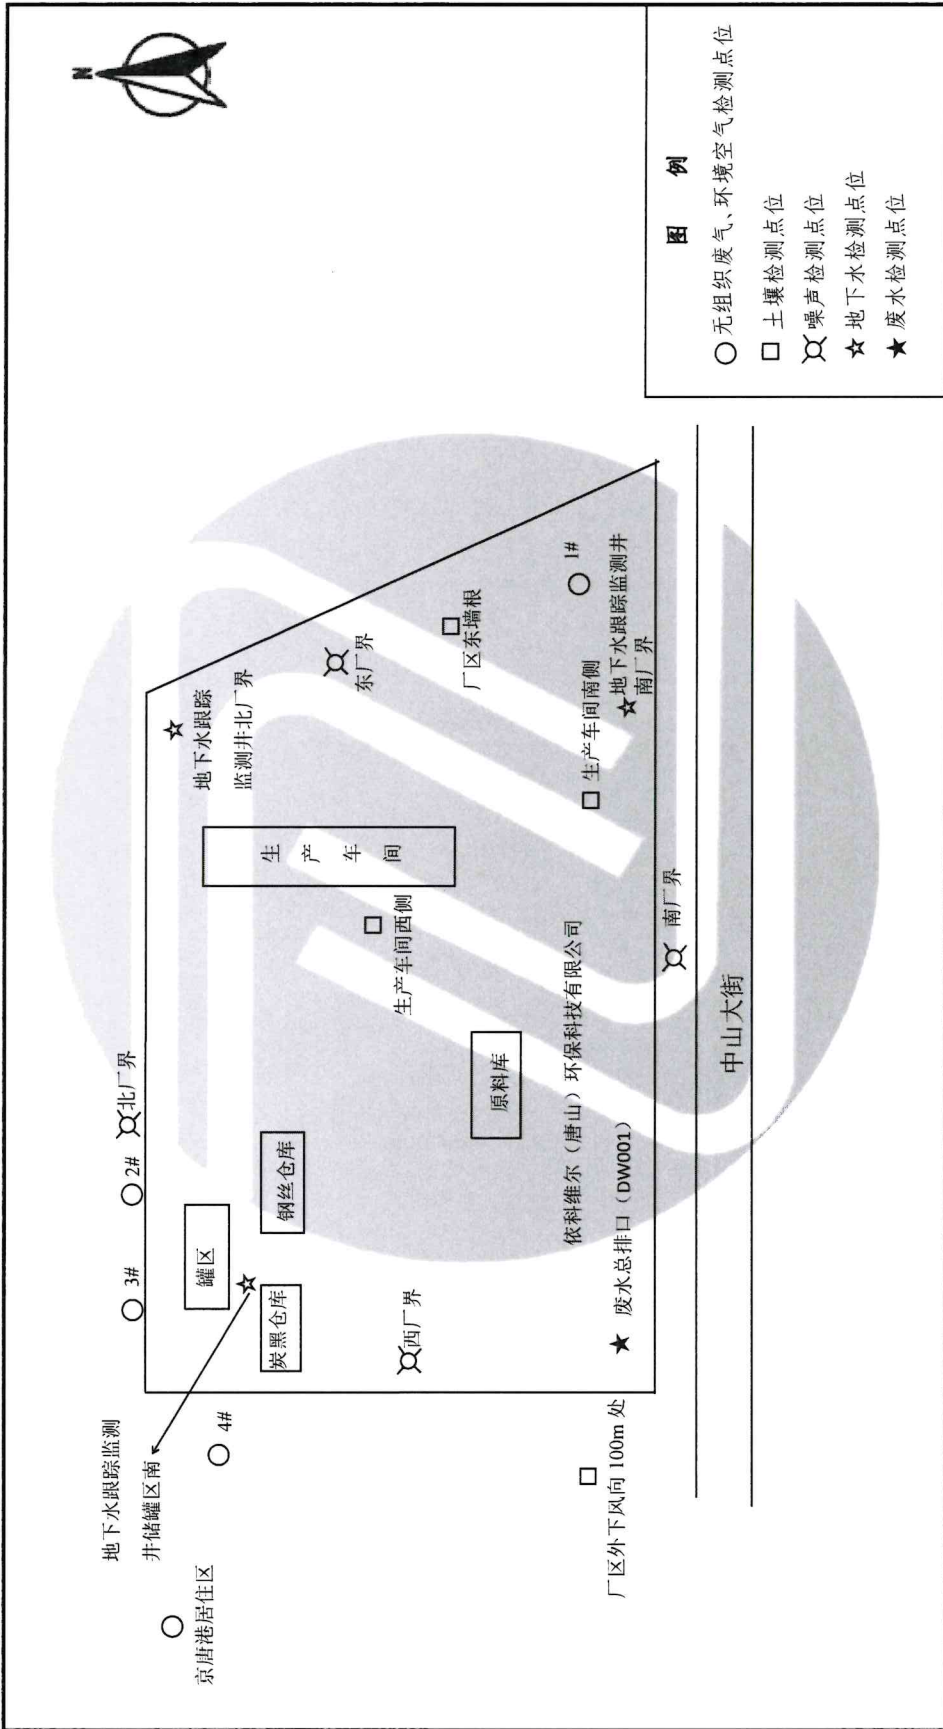 N
北厂界
2#
3#
4#
地下水跟踪监测
井储罐区南
京唐港居住区
罐区
钢丝仓库
炭黑仓库
地下水跟踪
监测井北厂界
生产车间
东厂界
生产车间西侧
西厂界
厂区东墙根
原料库
1#
依科维尔（唐山）环保科技有限公司
生产车间南侧
地下水跟踪监测井
南厂界
废水总排口（DW001）
厂区外下风向 100m 处
南厂界
中山大街
图 例
无组织废气、环境空气检测点位
土壤检测点位
噪声检测点位
地下水检测点位
废水检测点位